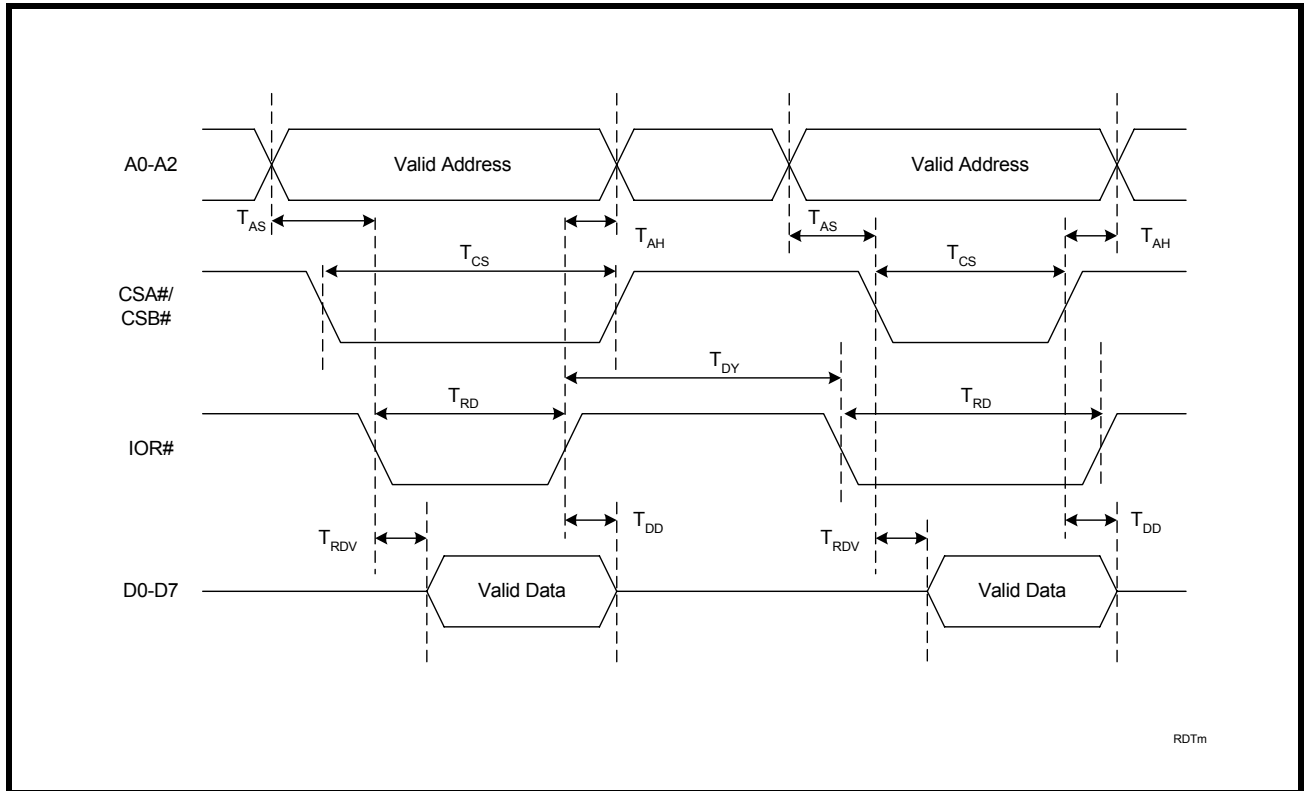 A0-A2
Valid Address
Valid Address
TAS
TAH
TAS
TAH
TCS
TCS
CSA#/
CSB#
TDY
TRD
TRD
IOR#
TRDV
TDD
TRDV
TDD
D0-D7
Valid Data
Valid Data
RDTm